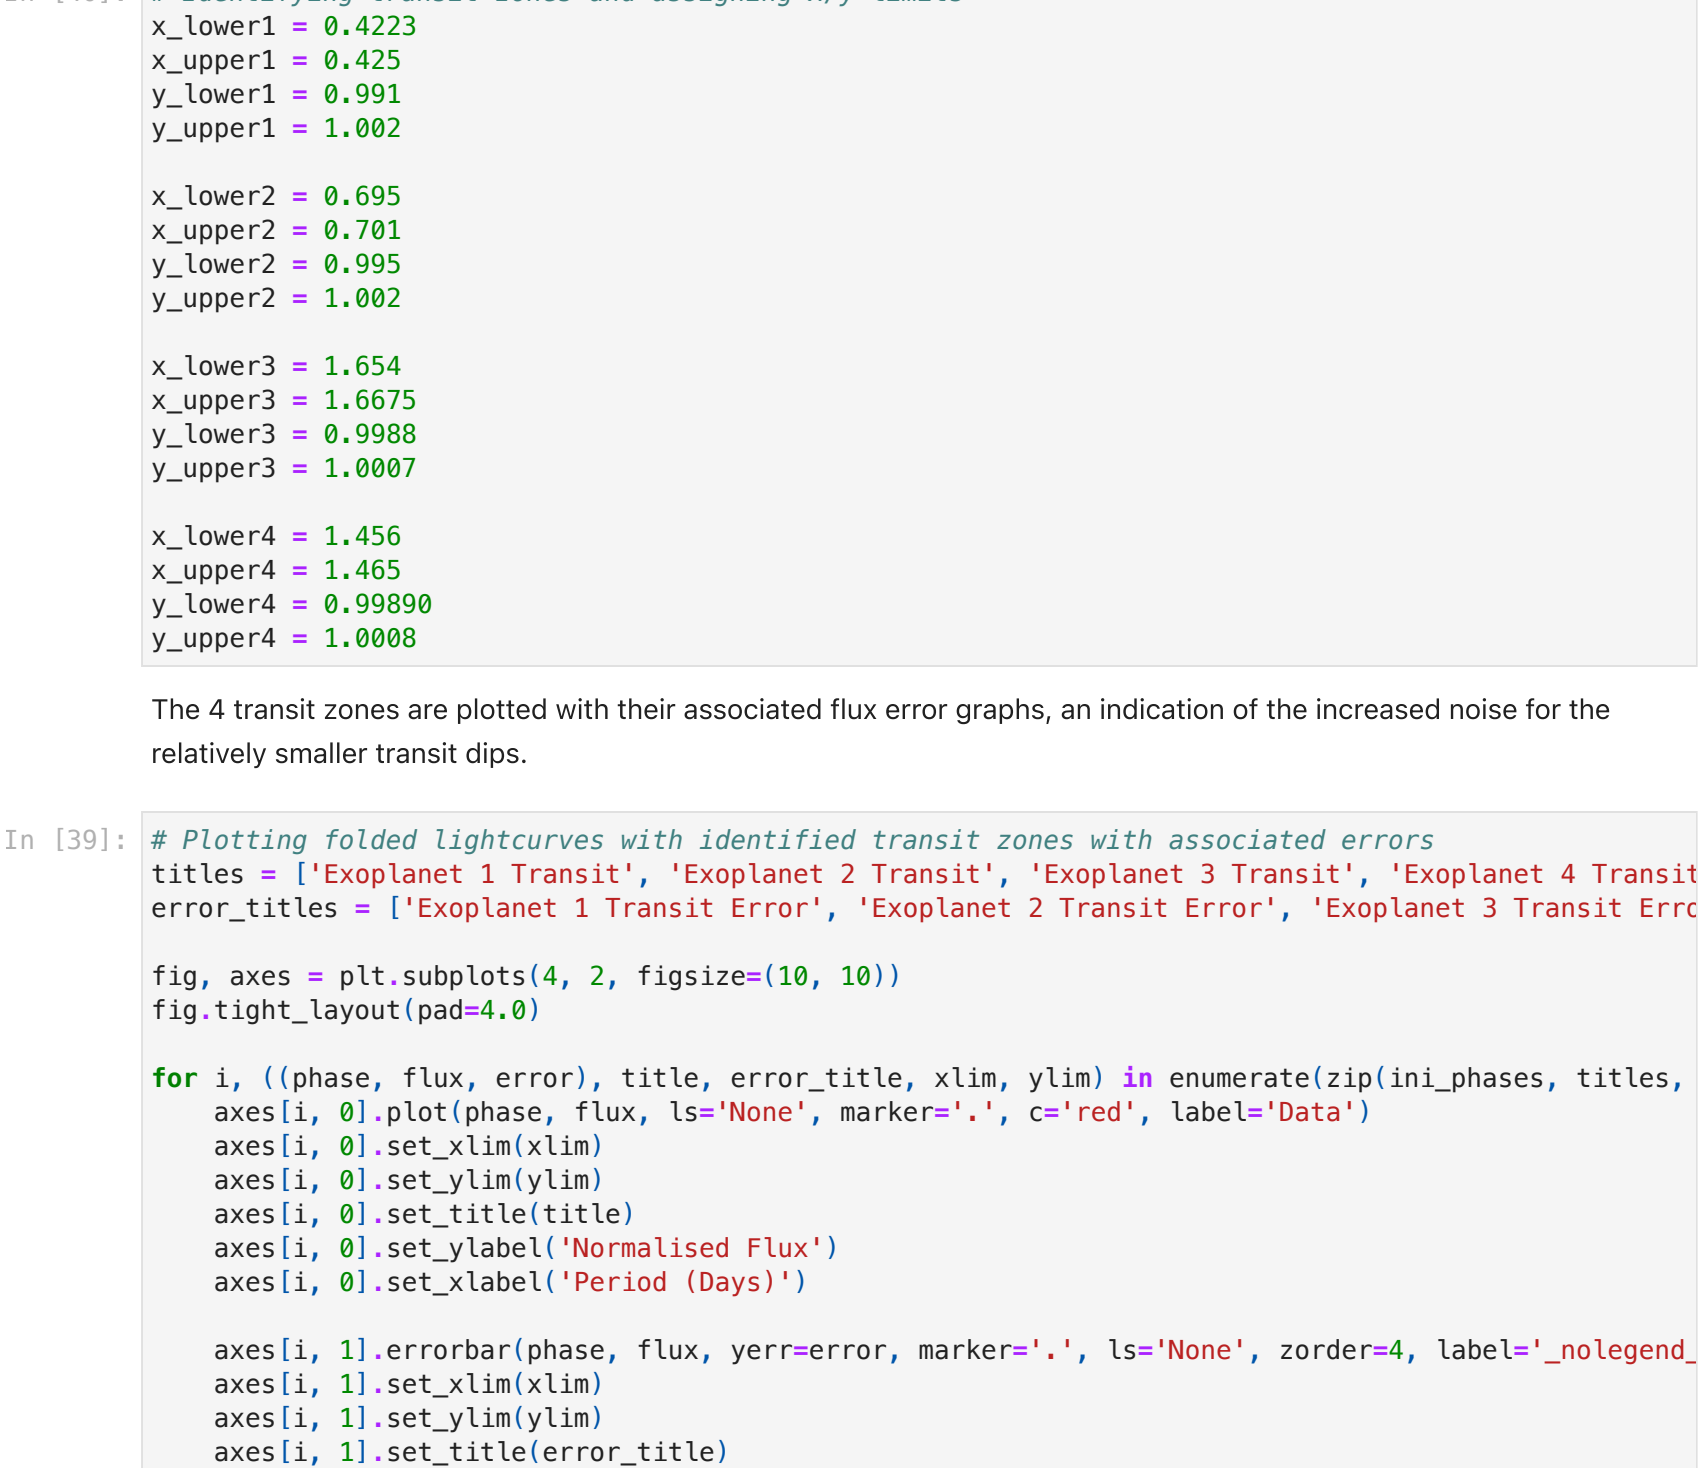 # Identifying transit zones and assigning x/y limits
x_lower1 = 0.4223
x_upper1 = 0.425
y_lower1 = 0.991
y_upper1 = 1.002
x_lower2 = 0.695
x_upper2 = 0.701
y_lower2 = 0.995
y_upper2 = 1.002
x_lower3 = 1.654
x_upper3 = 1.6675
y_lower3 = 0.9988
y_upper3 = 1.0007
x_lower4 = 1.456
x_upper4 = 1.465
y_lower4 = 0.99890
y_upper4 = 1.0008
The 4 transit zones are plotted with their associated flux error graphs, an indication of the increased noise for the
relatively smaller transit dips.
In [39]: # Plotting folded lightcurves with identified transit zones with associated errors
titles = ['Exoplanet 1 Transit', 'Exoplanet 2 Transit', 'Exoplanet 3 Transit', 'Exoplanet 4 Transit
error_titles = ['Exoplanet 1 Transit Error', 'Exoplanet 2 Transit Error', 'Exoplanet 3 Transit Erro
fig, axes = plt.subplots(4, 2, figsize=(10, 10))
fig.tight_layout(pad=4.0)
for i, ((phase, flux, error), title, error_title, xlim, ylim) in enumerate(zip(ini_phases, titles,
    axes[i, 0].plot(phase, flux, ls='None', marker='.', c='red', label='Data')
    axes[i, 0].set_xlim(xlim)
    axes[i, 0].set_ylim(ylim)
    axes[i, 0].set_title(title)
    axes[i, 0].set_ylabel('Normalised Flux')
    axes[i, 0].set_xlabel('Period (Days)')
    axes[i, 1].errorbar(phase, flux, yerr=error, marker='.', ls='None', zorder=4, label='_nolegend_
    axes[i, 1].set_xlim(xlim)
    axes[i, 1].set_ylim(ylim)
    axes[i, 1].set_title(error_title)